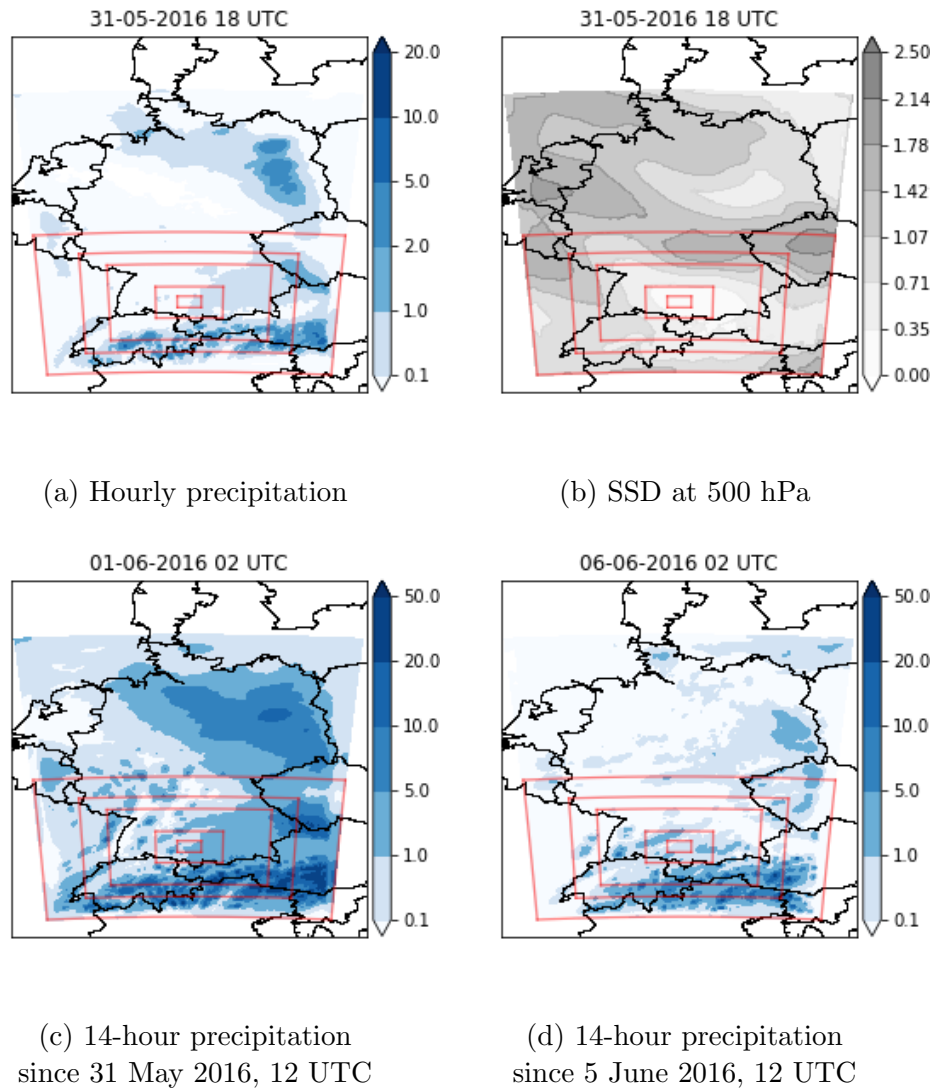 31-05-2016 18 UTC
20.0
10.0
5.0
2.0
1.0
0.1
(a) Hourly precipitation
31-05-2016 18 UTC
2.50
2.14
1.78
1.42
1.07
0.71
0.35
0.00
(b) SSD at 500 hPa
01-06-2016 02 UTC
50.0
20.0
10.0
5.0
1.0
0.1
(c) 14-hour precipitation
since 31 May 2016, 12 UTC
06-06-2016 02 UTC
50.0
20.0
10.0
5.0
1.0
0.1
(d) 14-hour precipitation
since 5 June 2016, 12 UTC